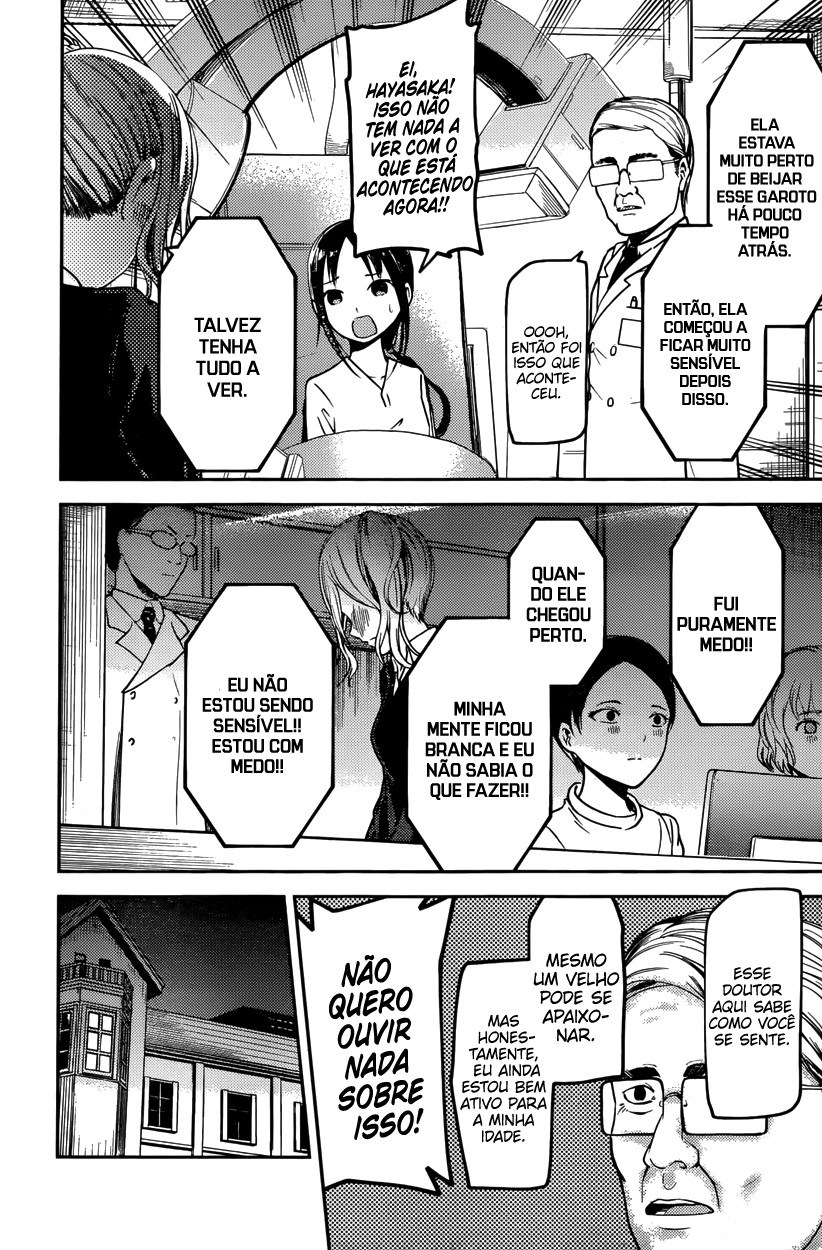 ELA
ESTAVA
MUITO PERTO
DE BEIJAR
ESSE GAROTO
HÁ POUCO
TEMPO
ATRÁS.
ENTÃO, ELA
COMEÇOU A
FICAR MUITO
SENSÍVEL
DEPOIS
DISSO.
OOOH,
ENTÃO FOI
ISSO QUE
ACONTE-
CEU.
EI,
HAYASAKA!
ISSO NÃO
TEM NADA A
VER COM O
QUE ESTÁ
ACONTECENDO
AGORA!!
TALVEZ
TENHA
TUDO A
VER.
FUI
PURAMENTE
MEDO!!
QUAN-
DO ELE
CHEGOU
PERTO.
MINHA
MENTE FICOU
BRANCA E EU
NÃO SABIA O
QUE FAZER!!
EU NÃO
ESTOU SENDO
SENSÍVEL!!
ESTOU COM
MEDO!!
ESSE
DOUTOR
AQUI SABE
COMO VOCÊ
SE SENTE.
MESMO
UM VELHO
PODE SE
APAIXO-
NAR.
MAS
HONES-
TAMENTE,
EU AINDA
ESTOU BEM
ATIVO PARA
A MINHA
IDADE.
NÃO
QUERO
OUVIR
NADA
SOBRE
ISSO!